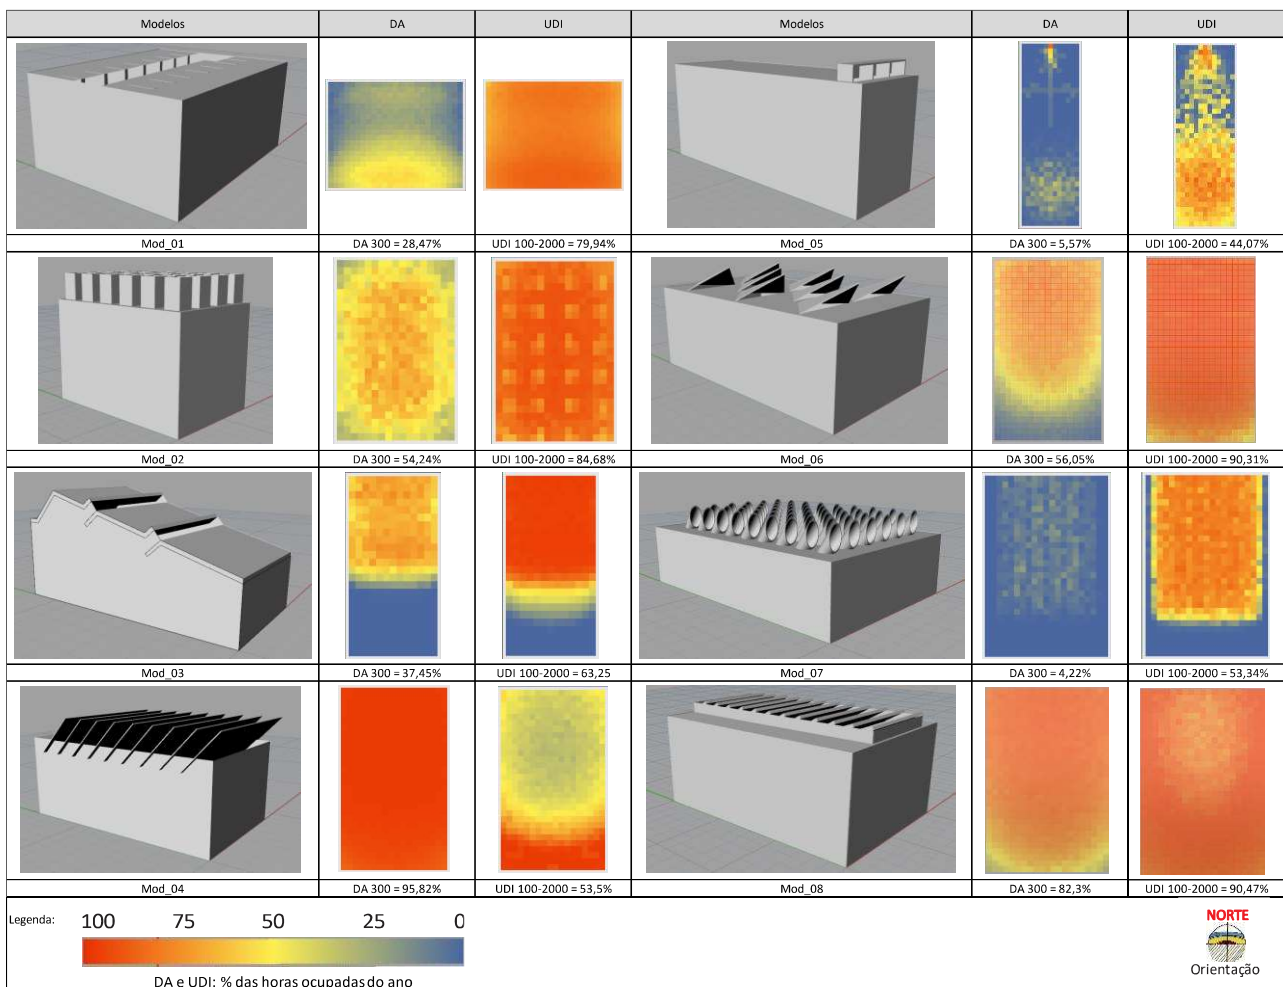 Modelos DA UDI Modelos DA UDI
Mod_01 DA 300 = 28,47% UDI 100-2000 = 79,94% Mod_05 DA 300 = 5,57% UDI 100-2000 = 44,07%
Mod_02 DA 300 = 54,24% UDI 100-2000 = 84,68% Mod_06 DA 300 = 56,05% UDI 100-2000 = 90,31%
Mod_03 DA 300 = 37,45% UDI 100-2000 = 63,25 Mod_07 DA 300 = 4,22% UDI 100-2000 = 53,34%
Mod_04 DA 300 = 95,82% UDI 100-2000 = 53,5% Mod_08 DA 300 = 82,3% UDI 100-2000 = 90,47%
Legenda: 100 75 50 25 0
DA e UDI: % das horas ocupadas do ano
NORTE
Orientação